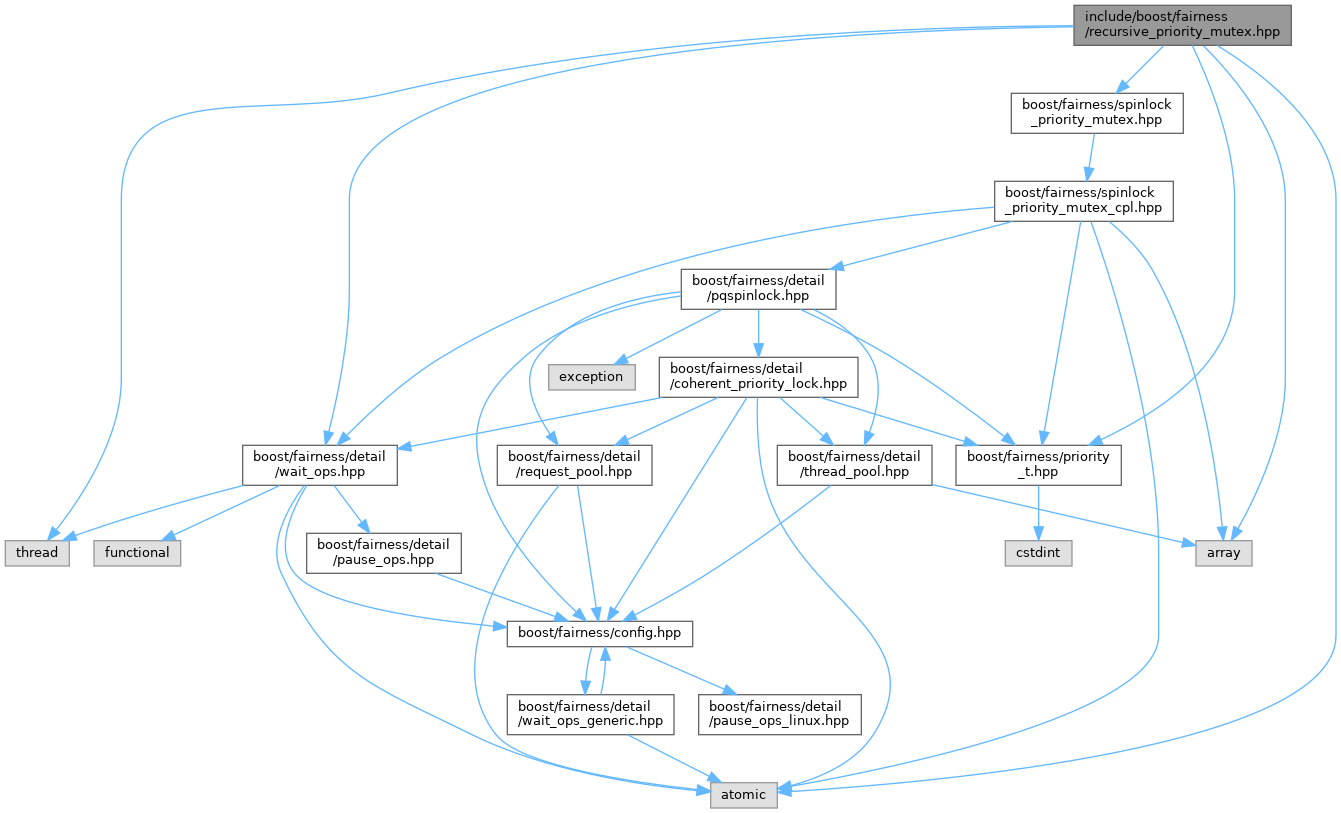 include/boost/fairness
/recursive_priority_mutex.hpp
boost/fairness/spinlock
_priority_mutex.hpp
boost/fairness/spinlock
_priority_mutex_cpl.hpp
boost/fairness/detail
/pqspinlock.hpp
exception
boost/fairness/detail
/coherent_priority_lock.hpp
boost/fairness/detail
/wait_ops.hpp
boost/fairness/detail
/request_pool.hpp
boost/fairness/detail
/thread_pool.hpp
boost/fairness/priority
_t.hpp
thread
functional
boost/fairness/detail
/pause_ops.hpp
cstdint
array
boost/fairness/config.hpp
boost/fairness/detail
/wait_ops_generic.hpp
boost/fairness/detail
/pause_ops_linux.hpp
atomic